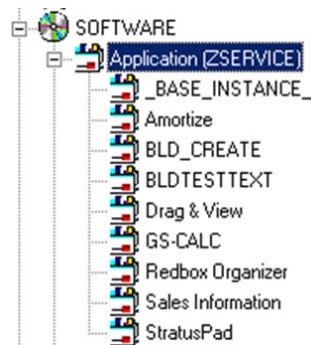 SOFTWARE
Application (ZSERVICE)
_BASE_INSTANCE_
Amortize
BLD_CREATE
BLDTESTTEXT
Drag & View
GS-CALC
Redbox Organizer
Sales Information
StratusPad